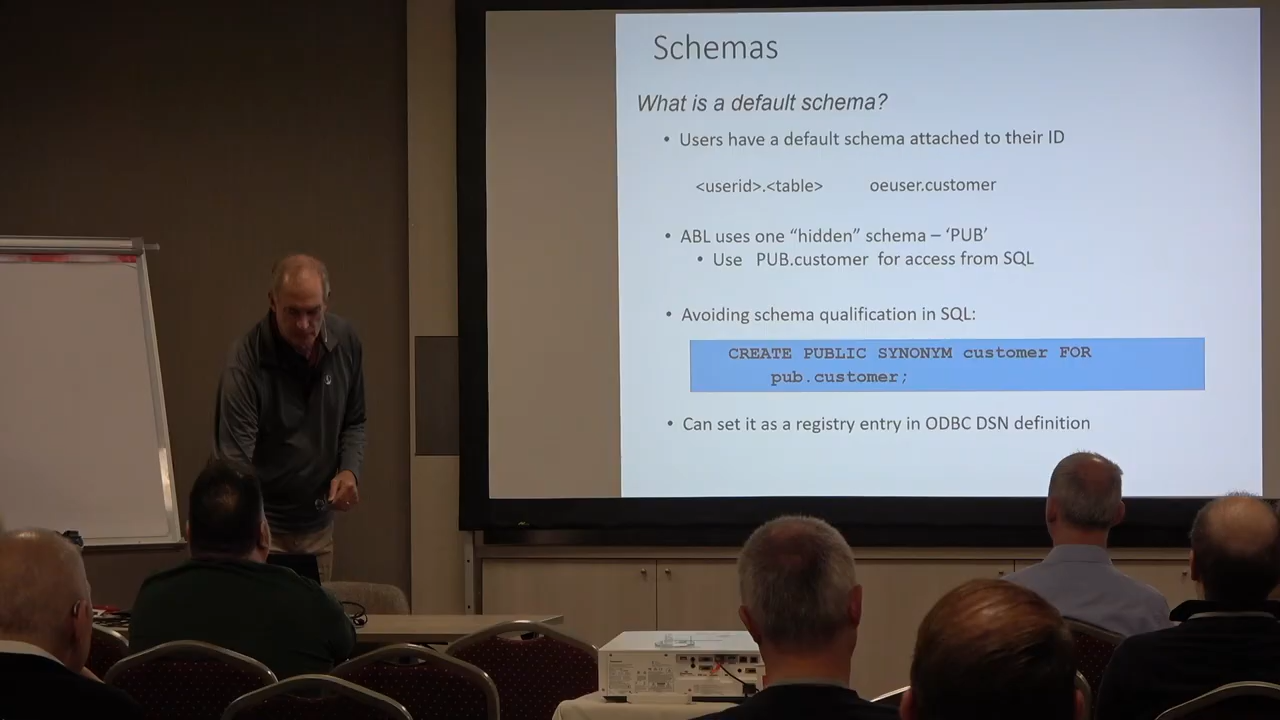 Schemas
What is a default schema?
• Users have a default schema attached to their ID
<userid>.<table> oeuser.customer
• ABL uses one “hidden” schema – ‘PUB’
• Use PUB.customer for access from SQL
• Avoiding schema qualification in SQL:
CREATE PUBLIC SYNONYM customer FOR
pub.customer;
• Can set it as a registry entry in ODBC DSN definition